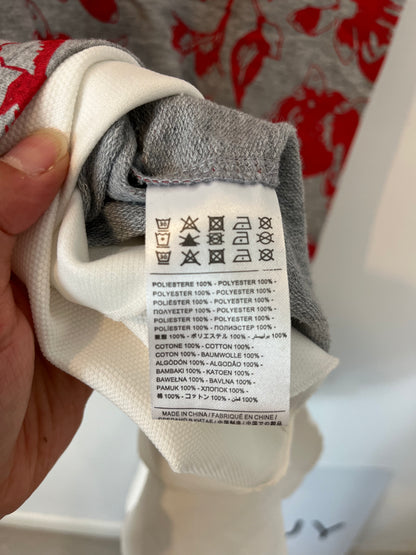 POLIESTERE 100% - POLYESTER 100% -
POLYESTER 100% - POLYESTER 100% -
POLYESTER 100% - POLYESTER 100% -
ПОЛИЕСТЕР 100% - POLYESTER 100% -
POLIESTER 100% - ПОЛИЭСТЕР 100% -
聚酯 100% - ポリエステル 100% - بوليستر 100%
COTONE 100% - COTTON 100% -
COTON 100% - BAUMWOLLE 100% -
ALGODÓN 100% - ALGODÃO 100% -
BAMBAKI 100% - KATOEN 100% -
BAWEŁNA 100% - BAVLNA 100% -
PAMUK 100% - ХЛОПОК 100% -
棉 100% - コットン 100% - قطن 100%
MADE IN CHINA / FABRIQUÉ EN CHINE /